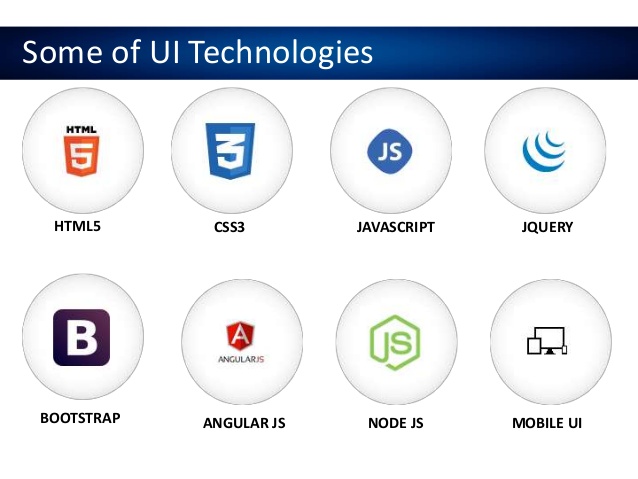 Some of UI Technologies
HTML
5
3
JS
HTML5
CSS3
JAVASCRIPT
JQUERY
B
A
ANGULARJS
JS
BOOTSTRAP
ANGULAR JS
NODE JS
MOBILE UI